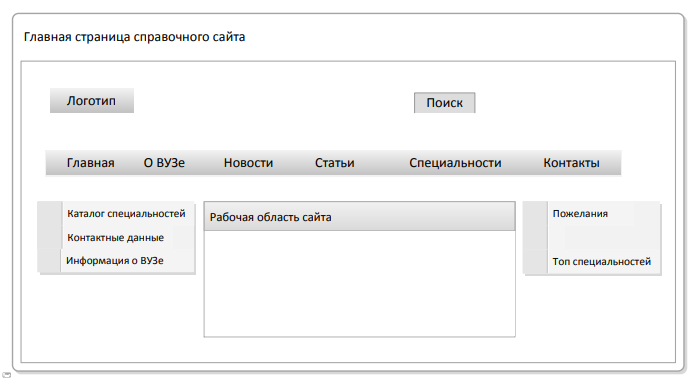 Главная страница справочного сайта
Логотип
Поиск
Главная О ВУЗе Новости Статьи Специальности Контакты
Каталог специальностей
Контактные данные
Информация о ВУЗе
Рабочая область сайта
Пожелания
Топ специальностей